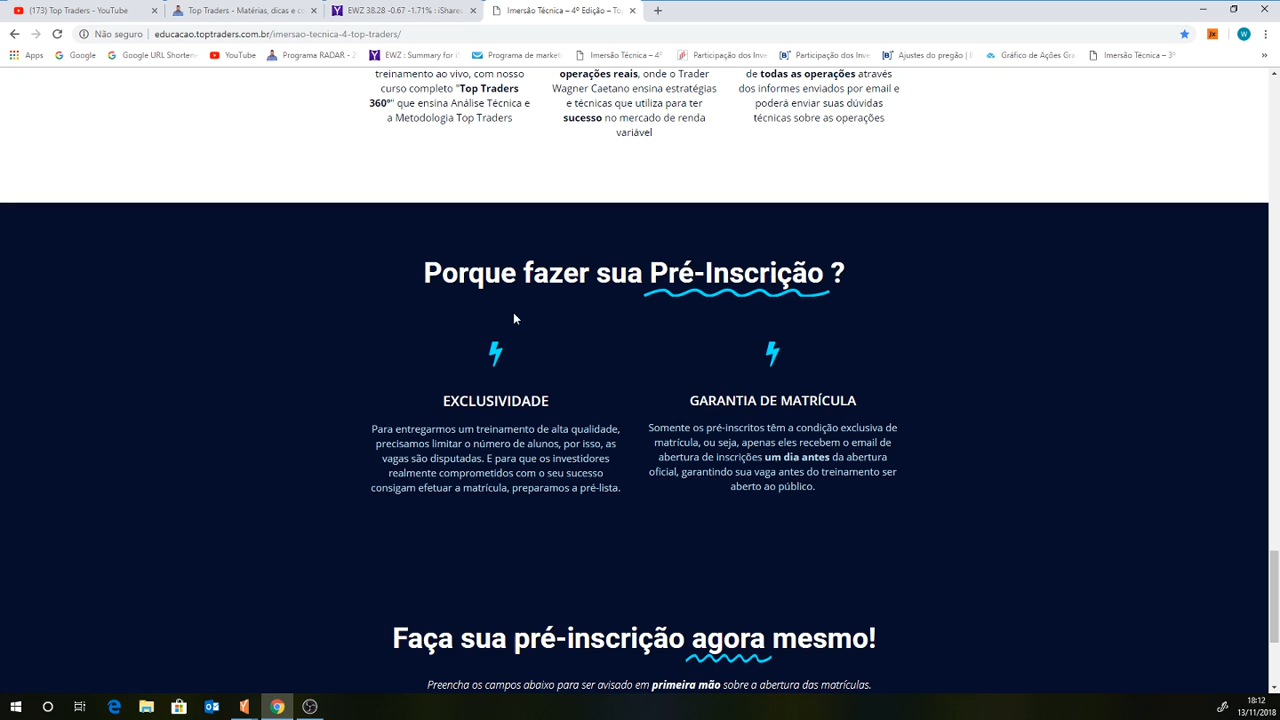 (173) Top Traders - YouTube
Top Traders - Matérias, dicas e co
EWZ 38.28 -0.67 -1.71% : iShares
Imersão Técnica – 4º Edição – To
Não seguro
educacao.toptraders.com.br/imersao-tecnica-4-top-traders/
Apps
Google
Google URL Shorten
YouTube
Programa RADAR - 2
EWZ : Summary for i
Programa de market
Imersão Técnica – 4º
Participação dos Inve
Participação dos Inve
Ajustes do pregão |
Gráfico de Ações Gra
Imersão Técnica – 3º
treinamento ao vivo, com nosso
curso completo "Top Traders
360º" que ensina Análise Técnica e
a Metodologia Top Traders
operações reais, onde o Trader
Wagner Caetano ensina estratégias
e técnicas que utiliza para ter
sucesso no mercado de renda
variável
de todas as operações através
dos informes enviados por email e
poderá enviar suas dúvidas
técnicas sobre as operações
Porque fazer sua Pré-Inscrição ?
EXCLUSIVIDADE
Para entregarmos um treinamento de alta qualidade,
precisamos limitar o número de alunos, por isso, as
vagas são disputadas. E para que os investidores
realmente comprometidos com o seu sucesso
consigam efetuar a matrícula, preparamos a pré-lista.
GARANTIA DE MATRÍCULA
Somente os pré-inscritos têm a condição exclusiva de
matrícula, ou seja, apenas eles recebem o email de
abertura de inscrições um dia antes da abertura
oficial, garantindo sua vaga antes do treinamento ser
aberto ao público.
Faça sua pré-inscrição agora mesmo!
Preencha os campos abaixo para ser avisado em primeira mão sobre a abertura das matrículas.
18:12
13/11/2018